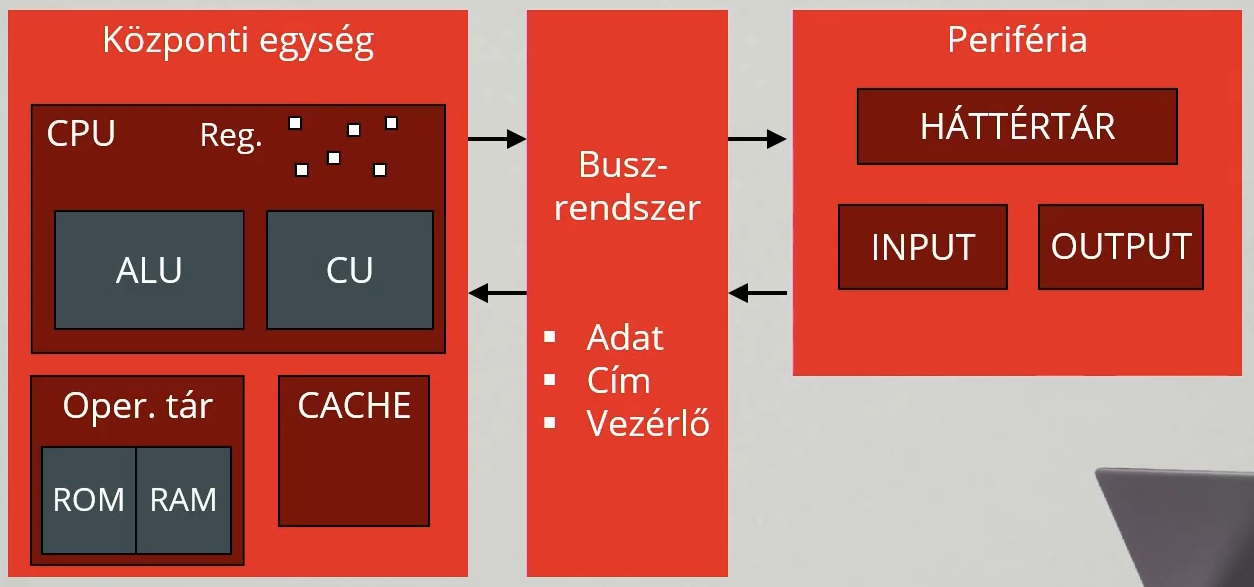 Központi egység
CPU
Reg.
ALU
CU
Oper. tár
ROM
RAM
CACHE
Busz-
rendszer
▪ Adat
▪ Cím
▪ Vezérlő
Periféria
HÁTTÉRTÁR
INPUT
OUTPUT